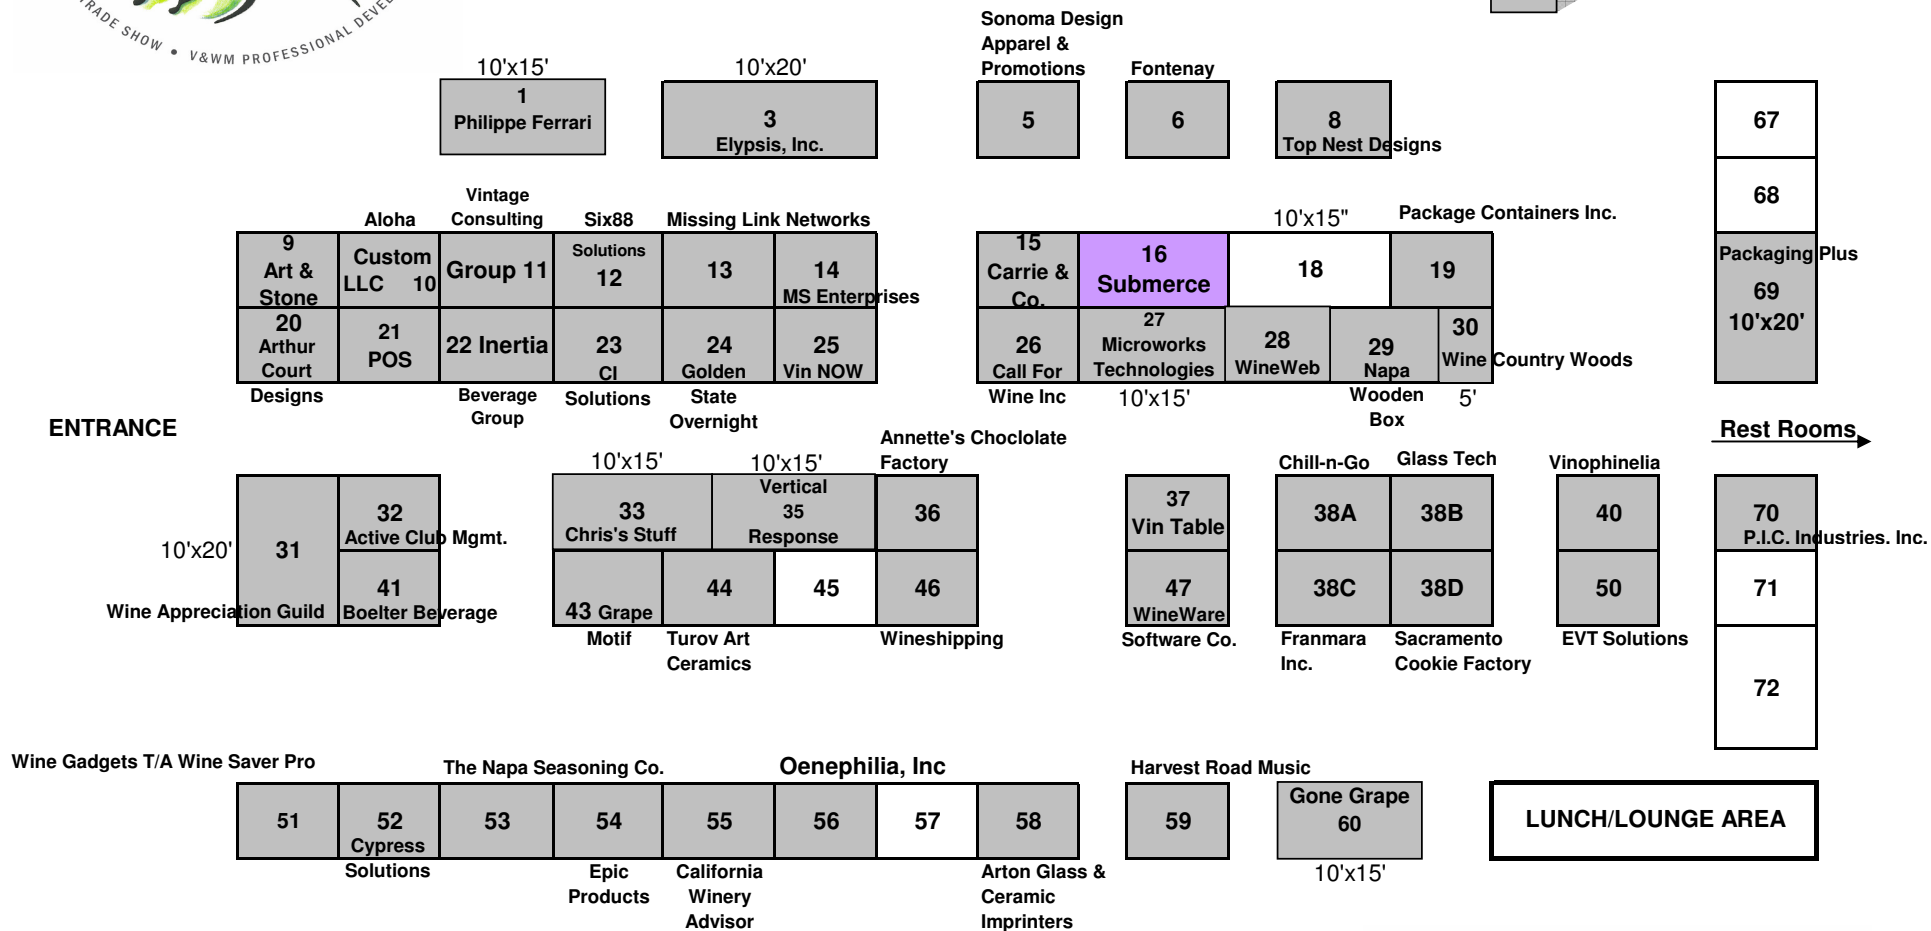 TRADE SHOW • V&WM PROFESSIONAL
Sonoma Design
Apparel &
Promotions
Fontenay
10'x15'
10'x20'
1
Philippe Ferrari
3
Elypsis, Inc.
5
6
8
Top Nest Designs
67
68
Vintage
Consulting
Aloha
Six88
Missing Link Networks
10'x15"
Package Containers Inc.
9
Art &
Stone
Custom
LLC 10
Group 11
Solutions
12
13
14
MS Enterprises
15
Carrie &
Co.
16
Submerce
18
19
Packaging Plus
69
10'x20'
20
Arthur
Court
Designs
21
POS
22 Inertia
Beverage
Group
23
CI
Solutions
24
Golden
State
Overnight
25
Vin NOW
26
Call For
Wine Inc
27
Microworks
Technologies
10'x15'
28
WineWeb
29
Napa
Wooden
Box
30
Wine Country Woods
5'
ENTRANCE
Rest Rooms
Annette's Choclolate
Factory
10'x15'
10'x15'
Chill-n-Go
Glass Tech
Vinophinelia
10'x20'
31
Wine Appreciation Guild
32
Active Club Mgmt.
41
Boelter Beverage
33
Chris's Stuff
Vertical
35
Response
36
37
Vin Table
38A
38B
40
70
P.I.C. Industries. Inc.
43 Grape
Motif
44
Turov Art
Ceramics
45
46
Wineshipping
47
WineWare
Software Co.
38C
Franmara
Inc.
38D
Sacramento
Cookie Factory
50
EVT Solutions
71
72
Wine Gadgets T/A Wine Saver Pro
The Napa Seasoning Co.
Oenephilia, Inc
Harvest Road Music
51
52
Cypress
Solutions
53
54
Epic
Products
55
California
Winery
Advisor
56
57
58
Arton Glass &
Ceramic
Imprinters
59
Gone Grape
60
10'x15'
LUNCH/LOUNGE AREA